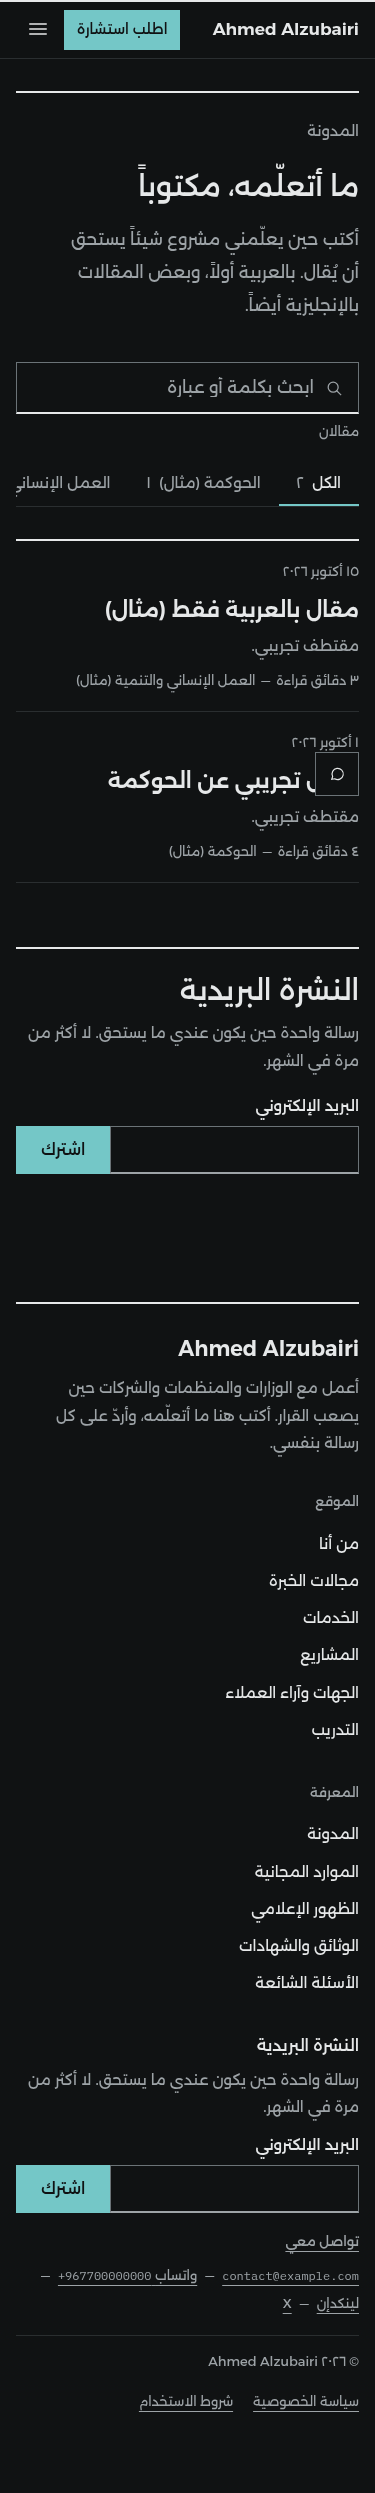 Ahmed Alzubairi
اطلب استشارة
المدونة
ما أتعلّمه، مكتوباً
أكتب حين يعلّمني مشروع شيئاً يستحق
أن يُقال. بالعربية أولاً، وبعض المقالات
بالإنجليزية أيضاً.
ابحث بكلمة أو عبارة
مقالان
الكل ٢ الحوكمة (مثال) ١ العمل الإنساني
١٥ أكتوبر ٢٠٢٦
مقال بالعربية فقط (مثال)
مقتطف تجريبي.
٣ دقائق قراءة — العمل الإنساني والتنمية (مثال)
١ أكتوبر ٢٠٢٦
تجريبي عن الحوكمة
مقتطف تجريبي.
٤ دقائق قراءة — الحوكمة (مثال)
النشرة البريدية
رسالة واحدة حين يكون عندي ما يستحق. لا أكثر من
مرة في الشهر.
البريد الإلكتروني
اشترك
Ahmed Alzubairi
أعمل مع الوزارات والمنظمات والشركات حين
يصعب القرار. أكتب هنا ما أتعلّمه، وأردّ على كل
رسالة بنفسي.
الموقع
من أنا
مجالات الخبرة
الخدمات
المشاريع
الجهات وآراء العملاء
التدريب
المعرفة
المدونة
الموارد المجانية
الظهور الإعلامي
الوثائق والشهادات
الأسئلة الشائعة
النشرة البريدية
رسالة واحدة حين يكون عندي ما يستحق. لا أكثر من
مرة في الشهر.
البريد الإلكتروني
اشترك
تواصل معي
contact@example.com — واتساب +967700000000 —
لينكدإن — X
© ٢٠٢٦ Ahmed Alzubairi
سياسة الخصوصية شروط الاستخدام